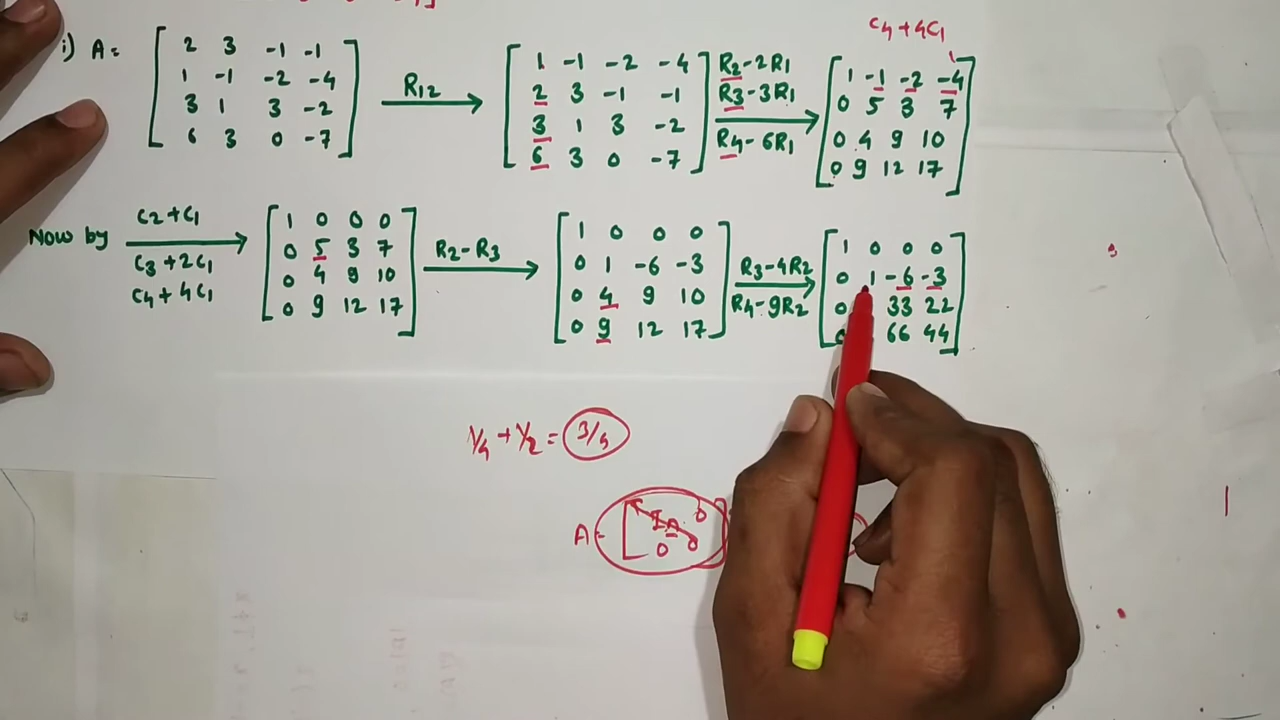 C4 + 4C1
i) A =
2 3 -1 -1
1 -1 -2 -4
3 1 3 -2
6 3 0 -7
R12
1 -1 -2 -4
2 3 -1 -1
3 1 3 -2
6 3 0 -7
R2-2R1
R3-3R1
R4-6R1
1 -1 -2 -4
0 5 3 7
0 4 9 10
0 9 12 17
Now by
C2+C1
C3+2C1
C4+4C1
1 0 0 0
0 5 3 7
0 4 9 10
0 9 12 17
R2-R3
1 0 0 0
0 1 -6 -3
0 4 9 10
0 9 12 17
R3-4R2
R4-9R2
1 0 0 0
0 1 -6 -3
0 33 22
0 66 44
1/4 + 1/2 = 3/4
A =
0
0 0